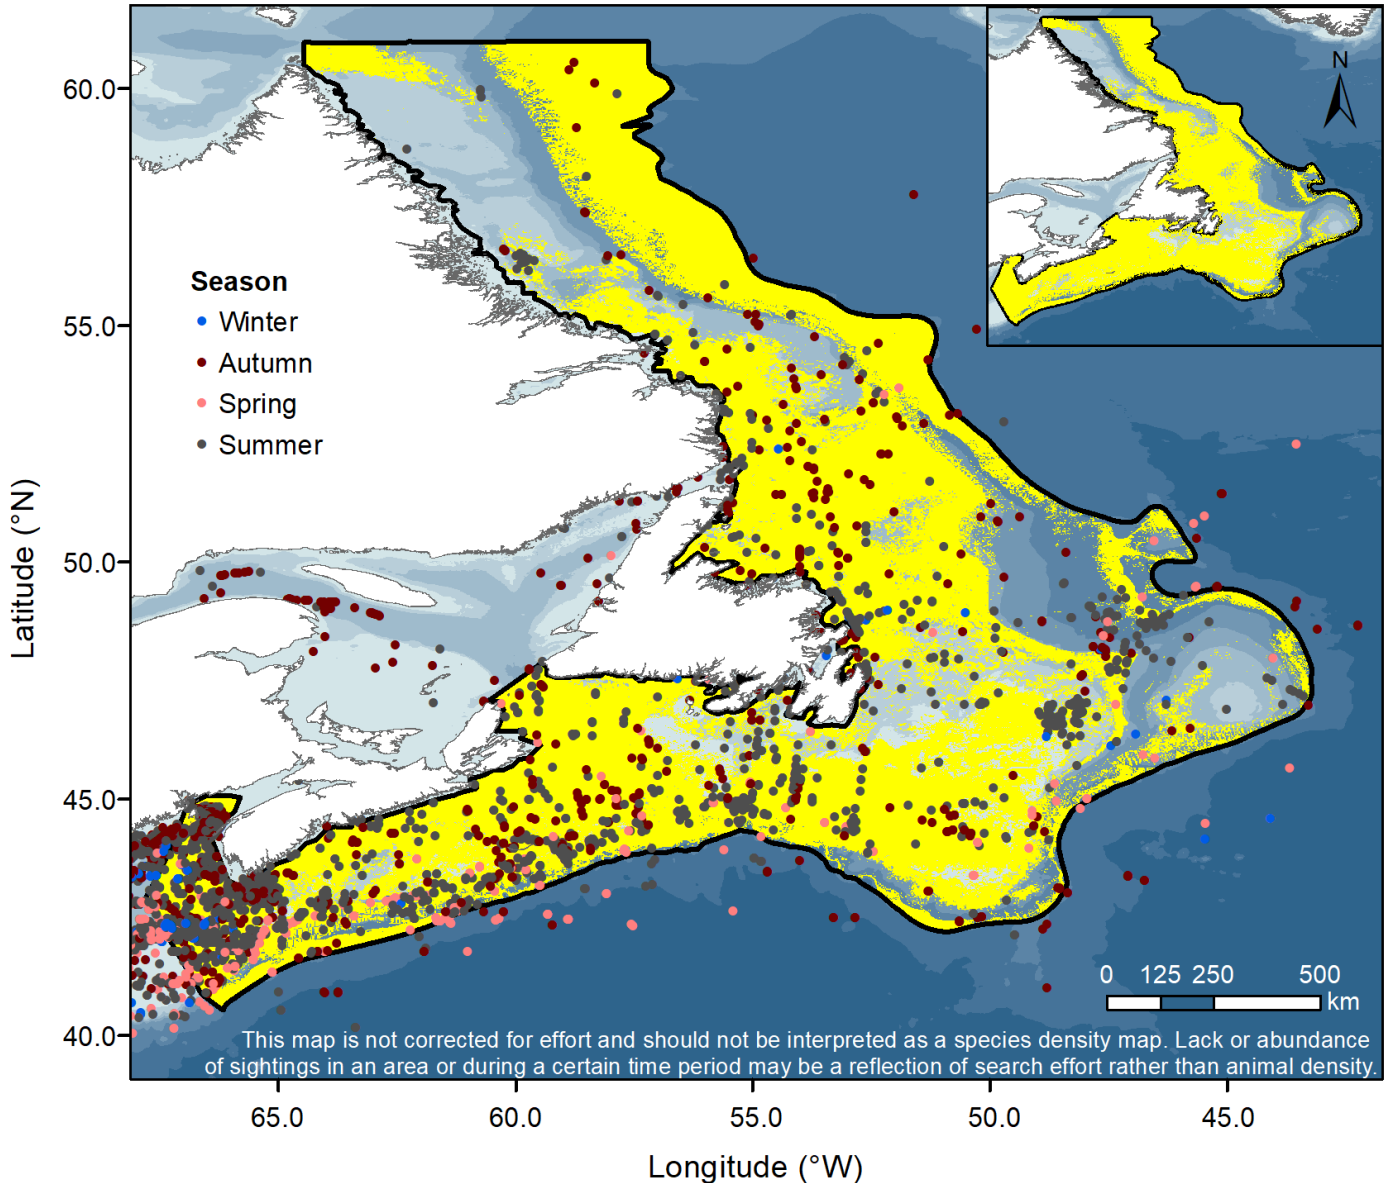 N
60.0
55.0
50.0
45.0
40.0
Latitude (°N)
Season
Winter
Autumn
Spring
Summer
0 125 250 500
km
This map is not corrected for effort and should not be interpreted as a species density map. Lack or abundance
of sightings in an area or during a certain time period may be a reflection of search effort rather than animal density.
65.0 60.0 55.0 50.0 45.0
Longitude (°W)